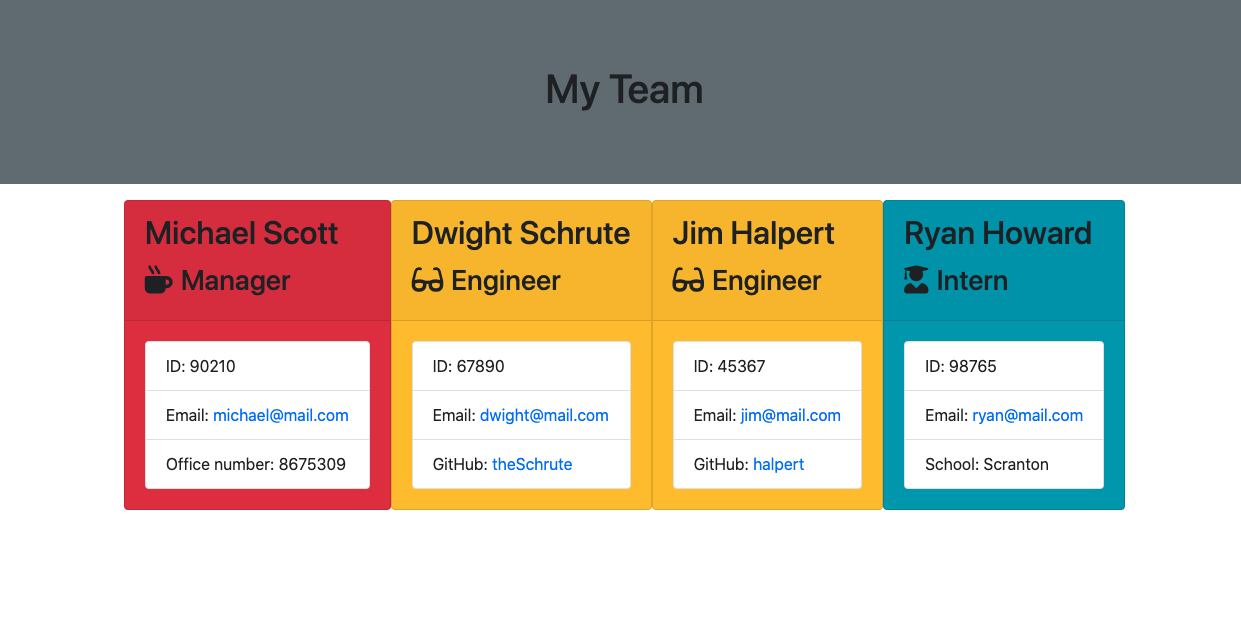 My Team
Michael Scott
Manager
ID: 90210
Email: michael@mail.com
Office number: 8675309
Dwight Schrute
Engineer
ID: 67890
Email: dwight@mail.com
GitHub: theSchrute
Jim Halpert
Engineer
ID: 45367
Email: jim@mail.com
GitHub: halpert
Ryan Howard
Intern
ID: 98765
Email: ryan@mail.com
School: Scranton